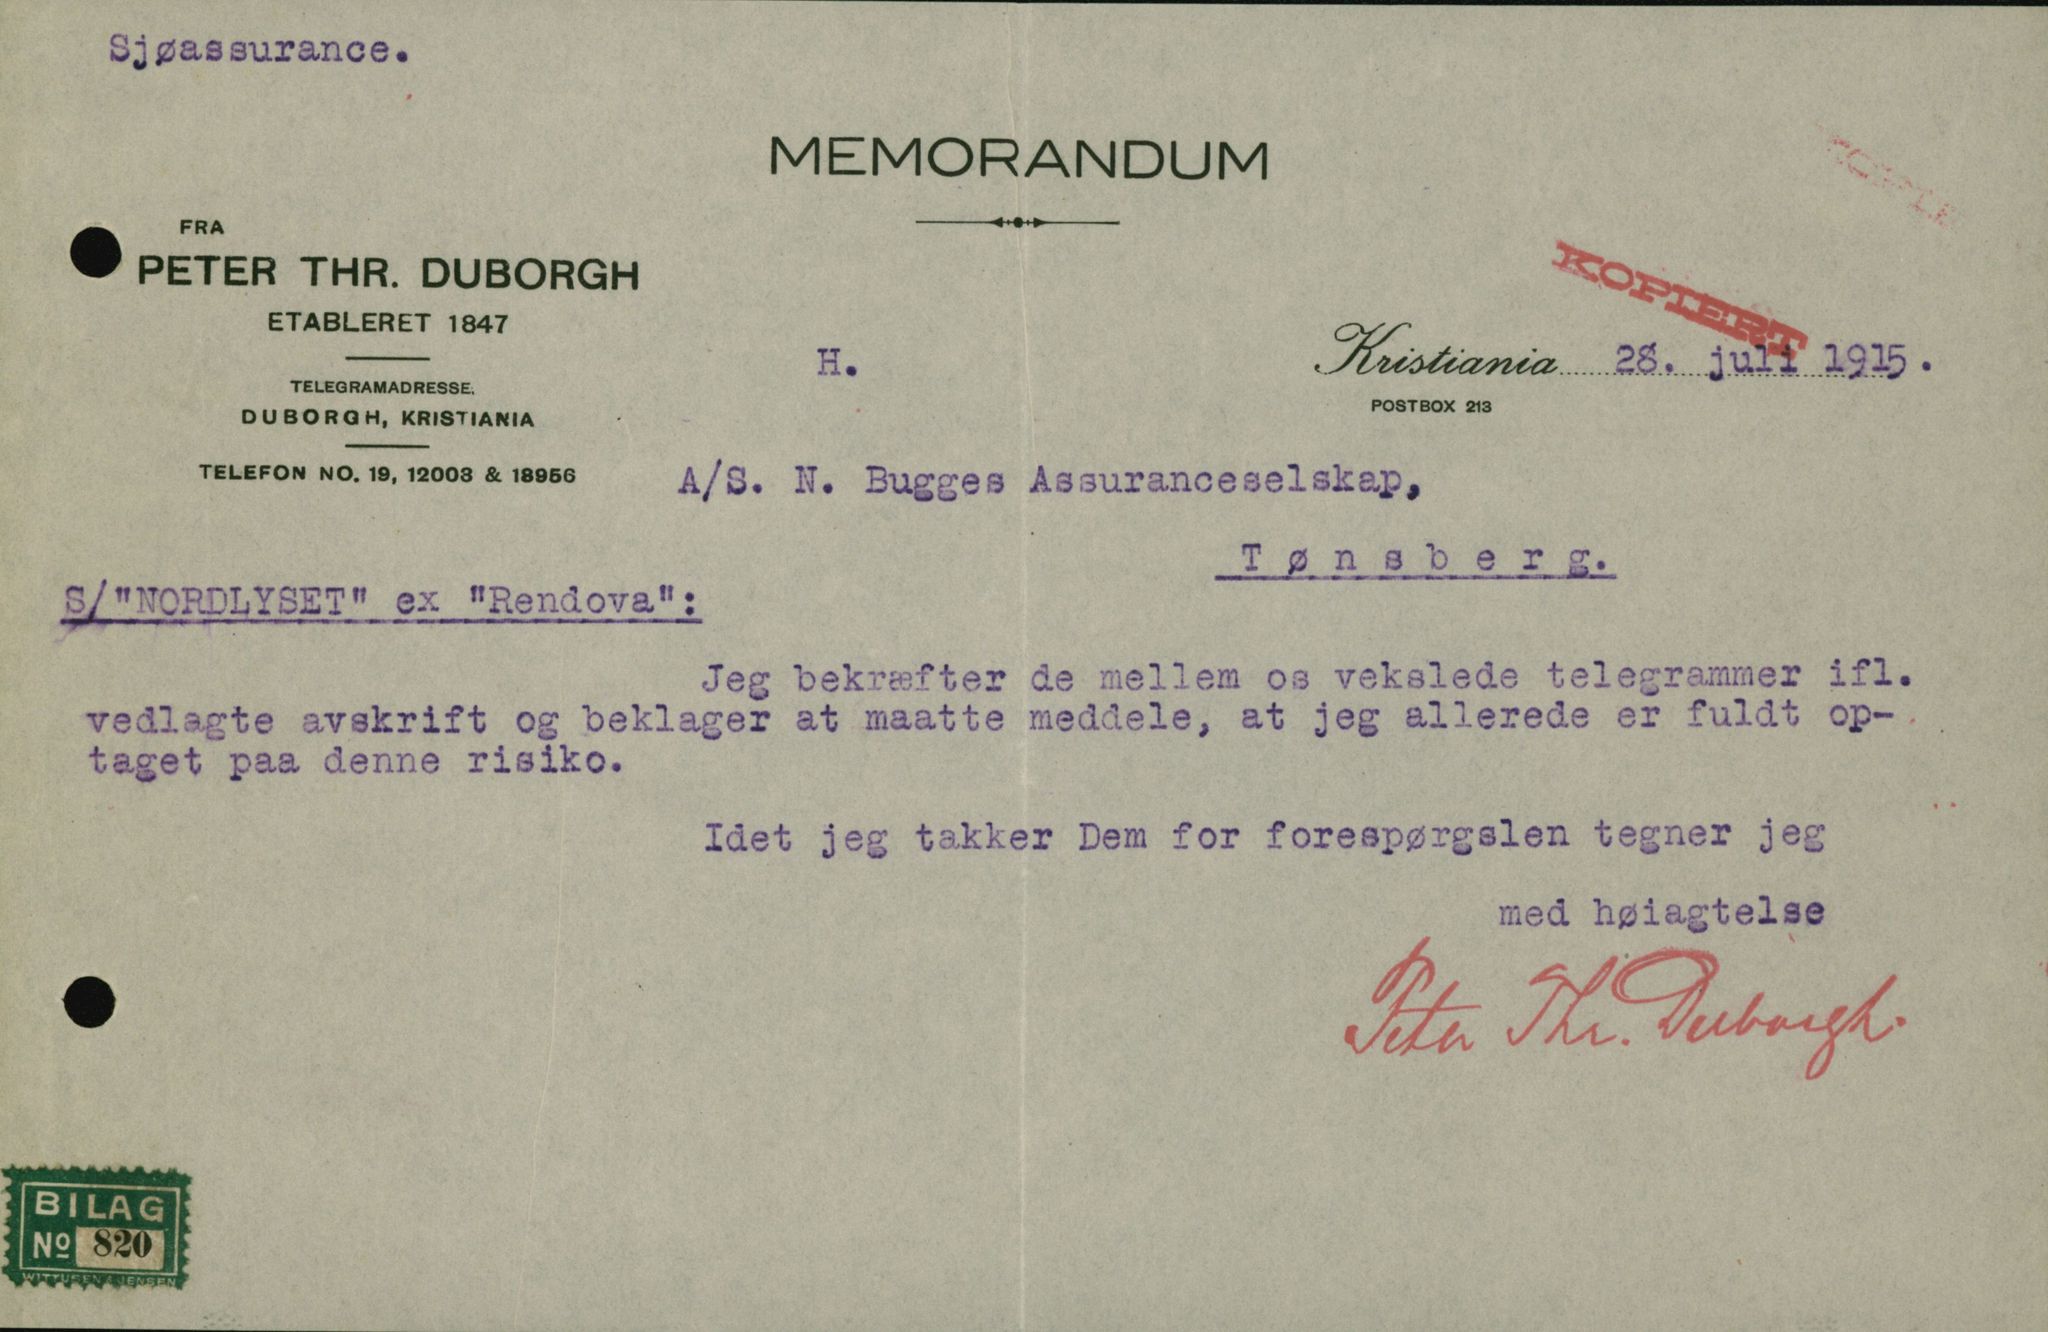 Sjøassurance.
MEMORANDUM
FRA
PETER THR. DUBORGH
ETABLERET 1847
TELEGRAMADRESSE.
DUBORGH, KRISTIANIA
TELEFON NO. 19, 12003 & 18956
KOPIERT
H.
Kristiania 28. juli 1915.
POSTBOX 213
A/S. N. Bugges Assuranceselskap,
Tønsberg.
S/"NORDLYSET" ex "Rendova":
Jeg bekræfter de mellem os vekslede telegrammer ifl.
vedlagte avskrift og beklager at maatte meddele, at jeg allerede er fuldt op-
taget paa denne risiko.
Idet jeg takker Dem for forespørgslen tegner jeg
med høiagtelse
Peter Thr. Duborgh.
BILAG
No 820